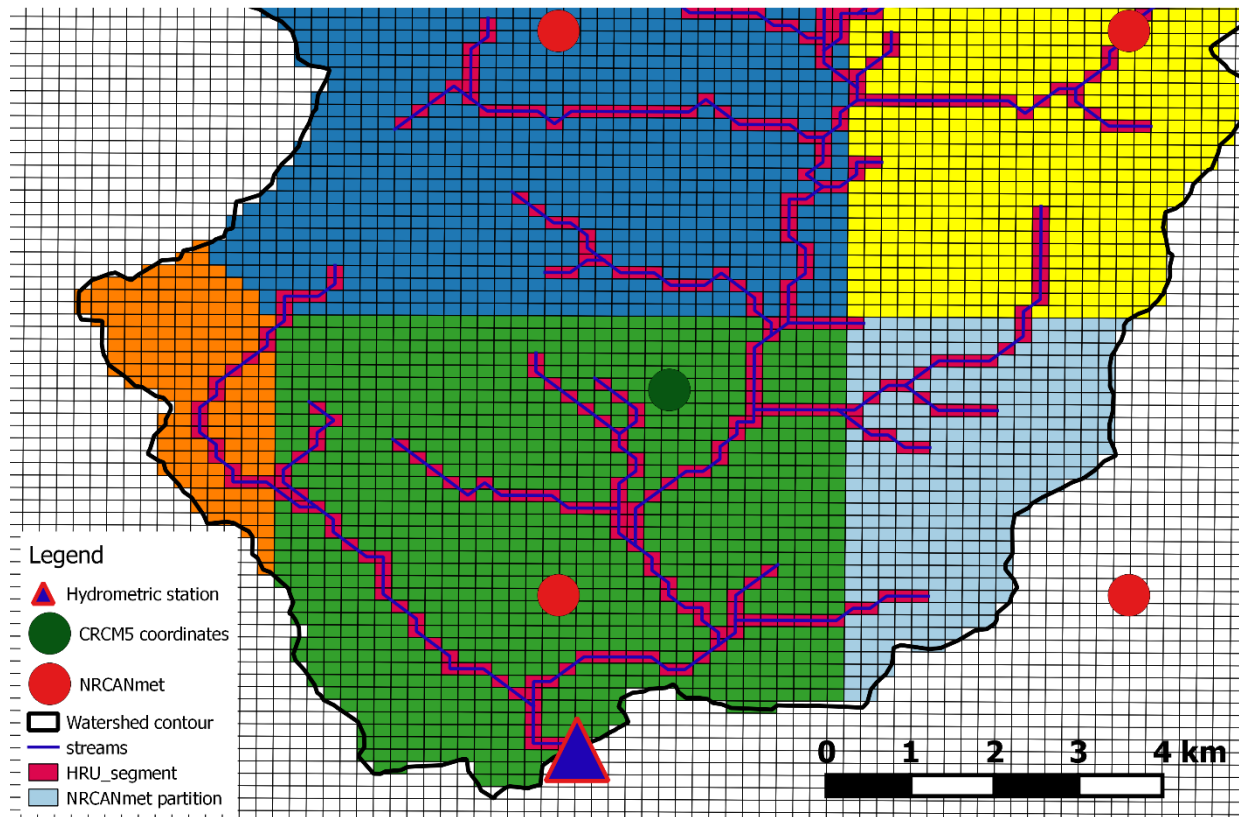 Legend
Hydrometric station
CRCM5 coordinates
NRCANmet
Watershed contour
streams
HRU_segment
NRCANmet partition
0 1 2 3 4 km